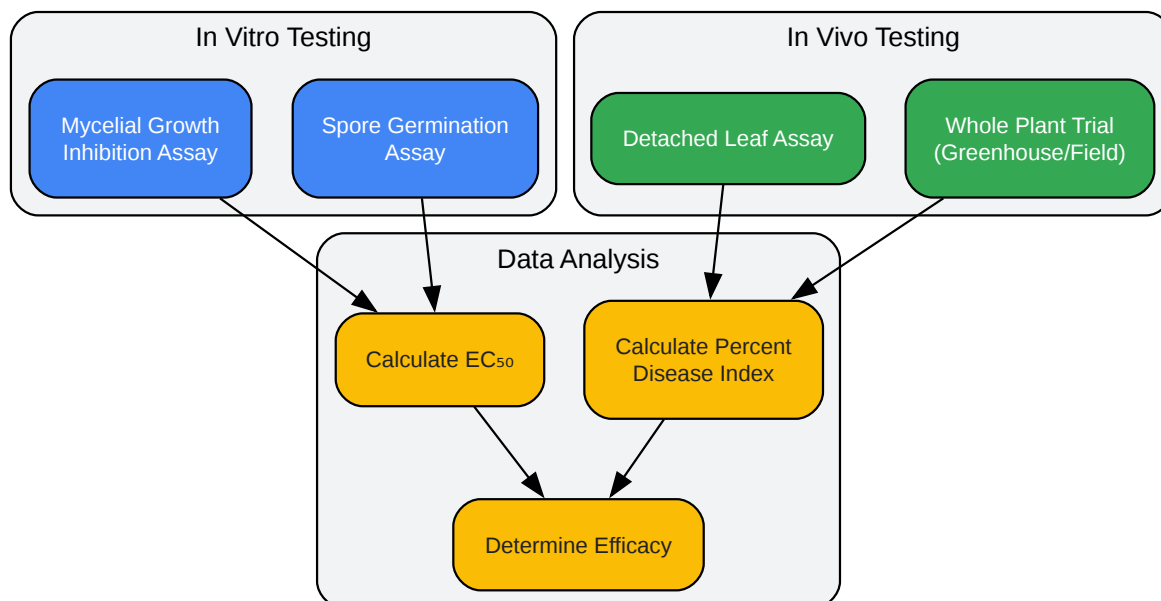 In Vitro Testing
In Vivo Testing
Mycelial Growth
Inhibition Assay
Spore Germination
Assay
Detached Leaf Assay
Whole Plant Trial
(Greenhouse/Field)
Data Analysis
Calculate EC₅₀
Calculate Percent
Disease Index
Determine Efficacy